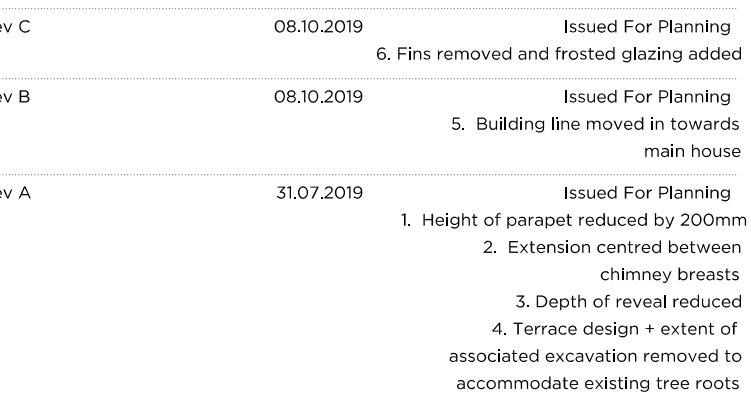 ev C 08.10.2019 Issued For Planning
6. Fins removed and frosted glazing added
ev B 08.10.2019 Issued For Planning
5. Building line moved in towards
main house
ev A 31.07.2019 Issued For Planning
1. Height of parapet reduced by 200mm
2. Extension centred between
chimney breasts
3. Depth of reveal reduced
4. Terrace design + extent of
associated excavation removed to
accommodate existing tree roots